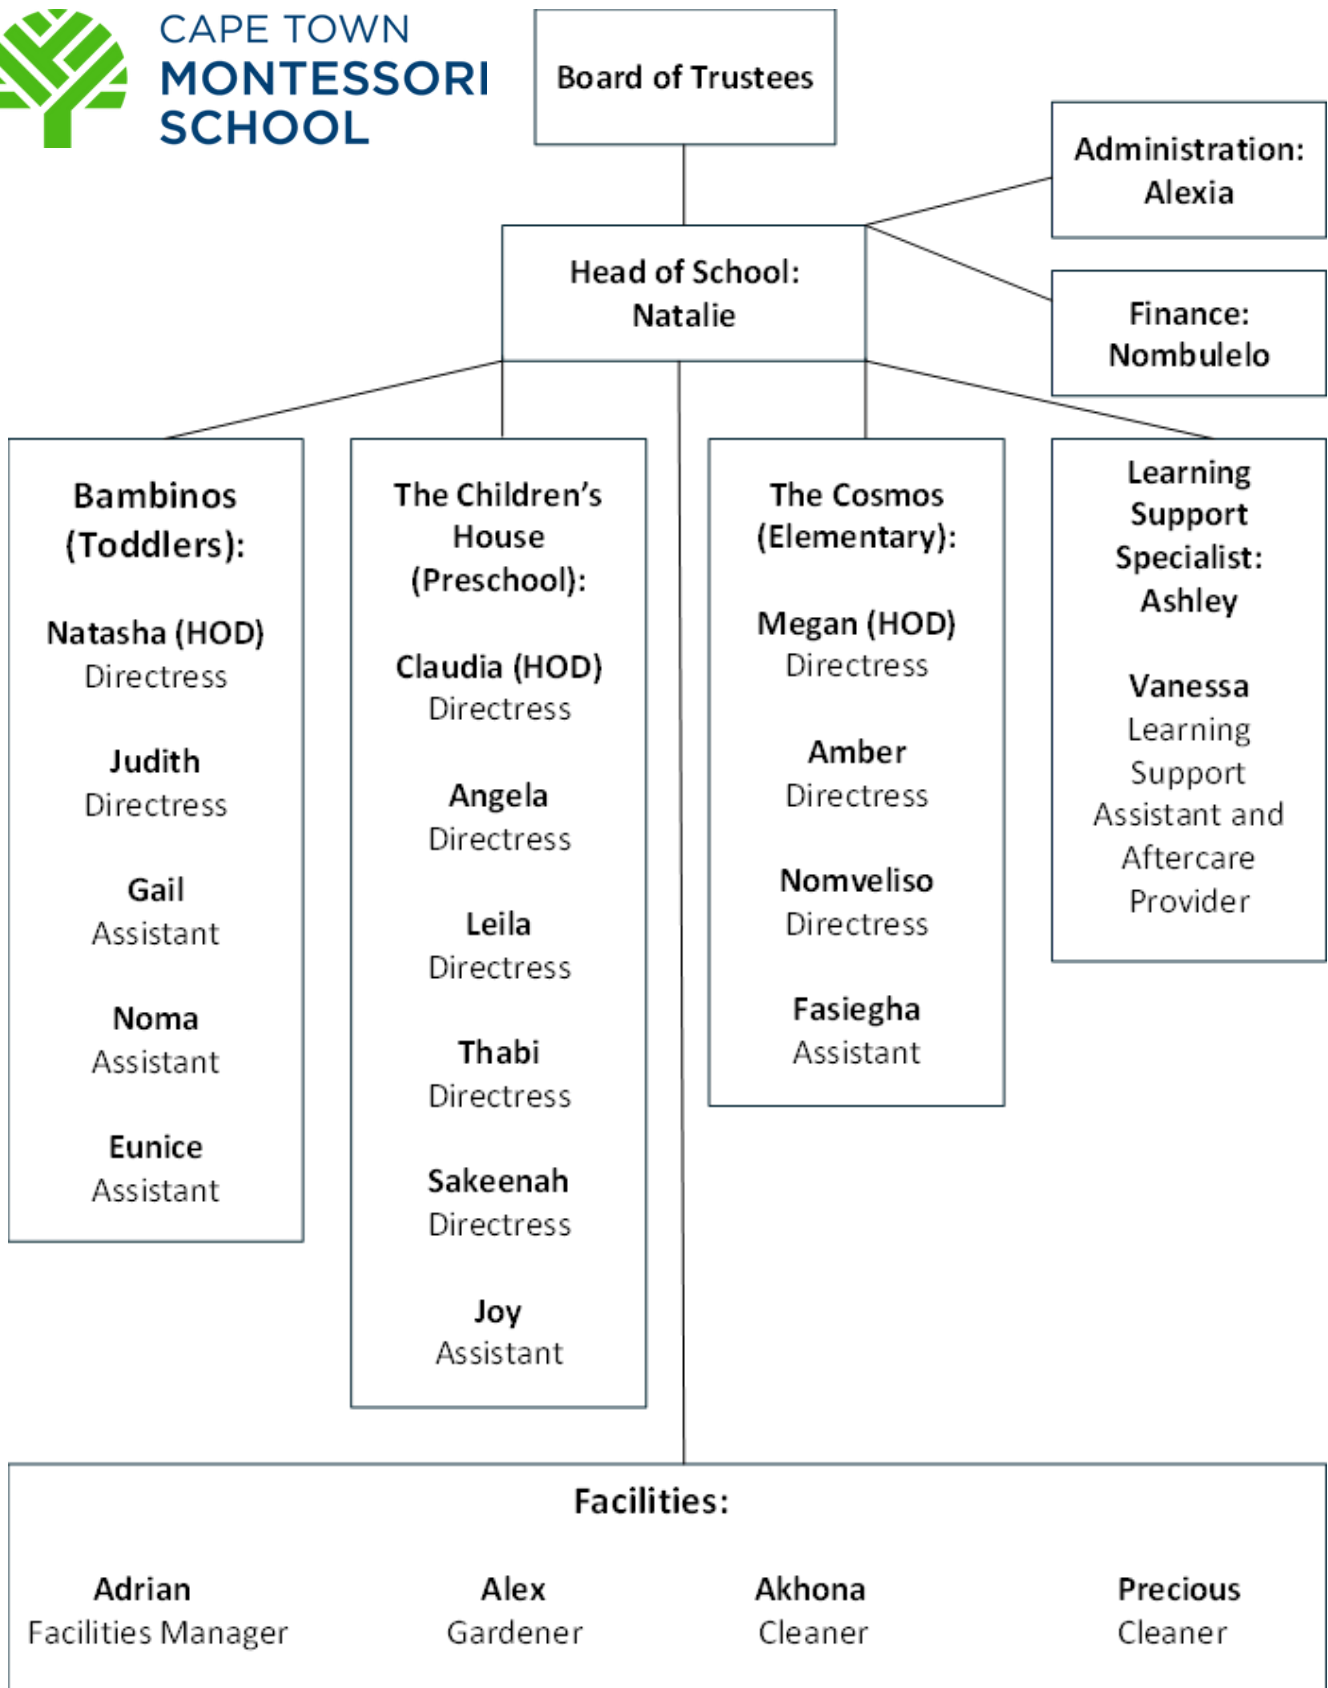 CAPE TOWN
MONTESSORI
SCHOOL
Board of Trustees
Administration:
Alexia
Head of School:
Natalie
Finance:
Nombulelo
Bambinos
(Toddlers):
Natasha (HOD)
Directress
Judith
Directress
Gail
Assistant
Noma
Assistant
Eunice
Assistant
The Children’s
House
(Preschool):
Claudia (HOD)
Directress
Angela
Directress
Leila
Directress
Thabi
Directress
Sakeenah
Directress
Joy
Assistant
The Cosmos
(Elementary):
Megan (HOD)
Directress
Amber
Directress
Nomveliso
Directress
Fasiegha
Assistant
Learning
Support
Specialist:
Ashley
Vanessa
Learning
Support
Assistant and
Aftercare
Provider
Facilities:
Adrian
Facilities Manager
Alex
Gardener
Akhona
Cleaner
Precious
Cleaner